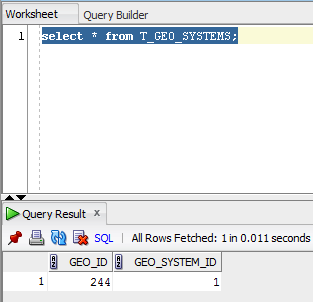 Worksheet Query Builder
1 select * from T_GEO_SYSTEMS;
Query Result x
SQL | All Rows Fetched: 1 in 0.011 seconds
GEO_ID GEO_SYSTEM_ID
1 244 1